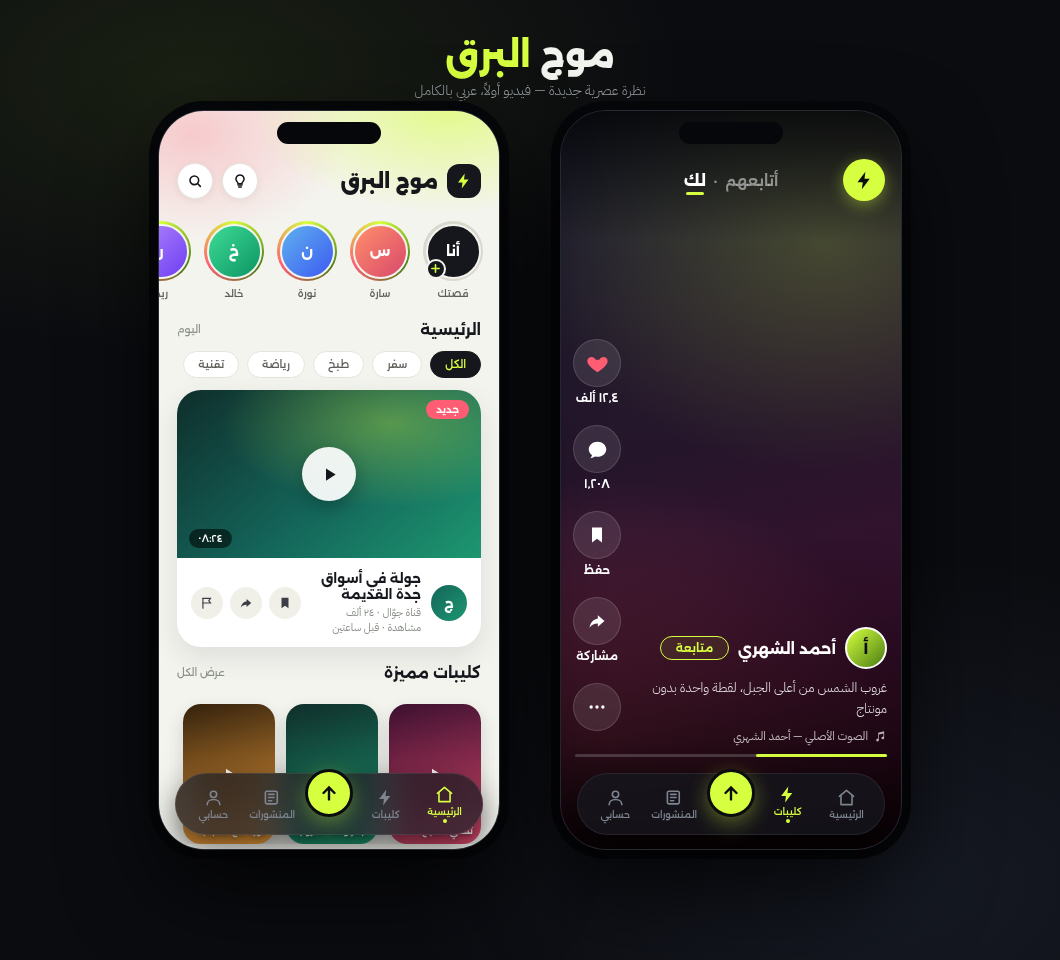 موج البرق
نظرة عصرية جديدة — فيديو أولاً، عربي بالكامل
لك · أتابعهم
١٢٫٤ ألف
١٬٢٠٨
حفظ
مشاركة
أ
أحمد الشهري
متابعة
غروب الشمس من أعلى الجبل، لقطة واحدة بدون
مونتاج
الصوت الأصلي — أحمد الشهري
الرئيسية
كليبات
المنشورات
حسابي
موج البرق
أنا
س
ن
خ
قصتك
سارة
نورة
خالد
الرئيسية
اليوم
الكل
سفر
طبخ
رياضة
تقنية
جديد
٠٨:٢٤
ج
جولة في أسواق
جدة القديمة
قناة جوّال · ٢٤ ألف
مشاهدة · قبل ساعتين
كليبات مميزة
عرض الكل
الرئيسية
كليبات
المنشورات
حسابي